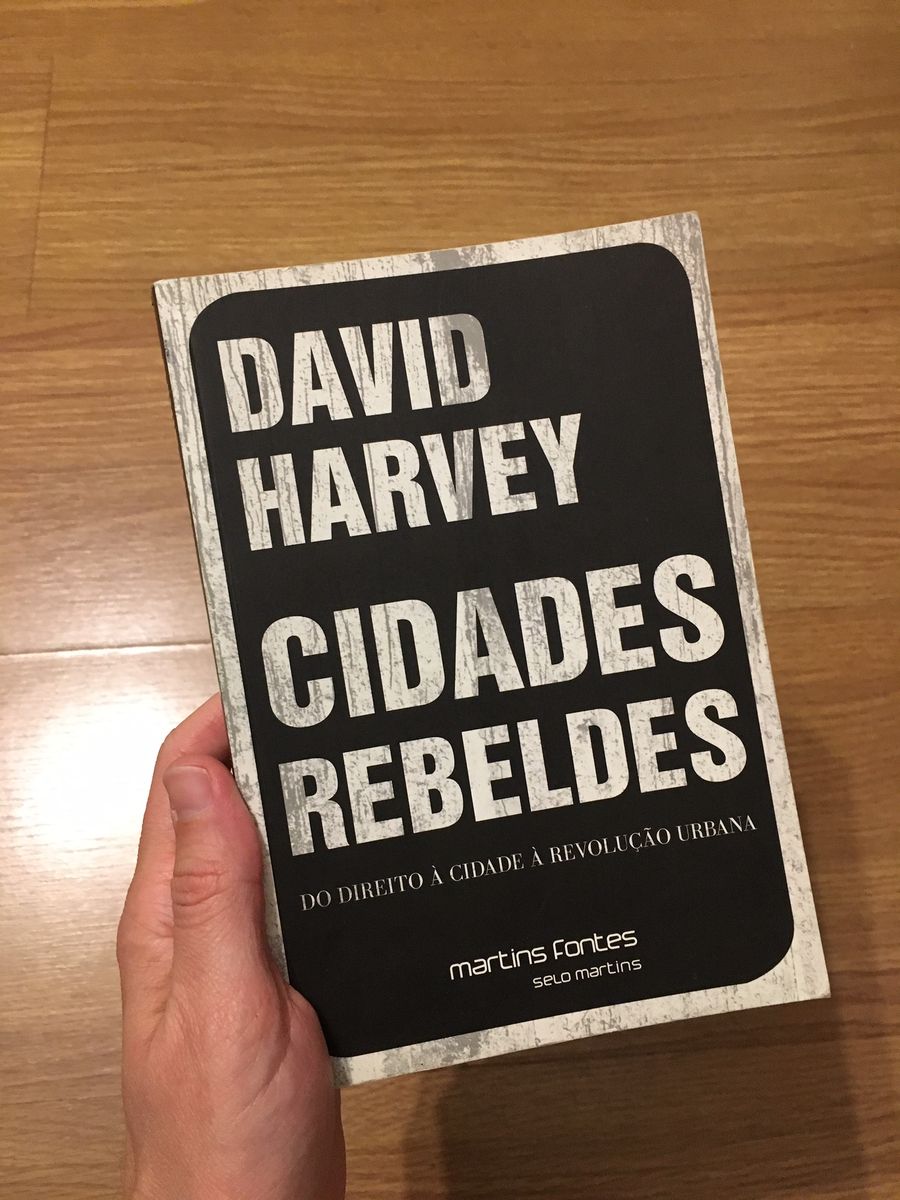 DAVID
HARVEY
CIDADES
REBELDES
DO DIREITO À CIDADE À REVOLUÇÃO URBANA
martins fontes
selo martins